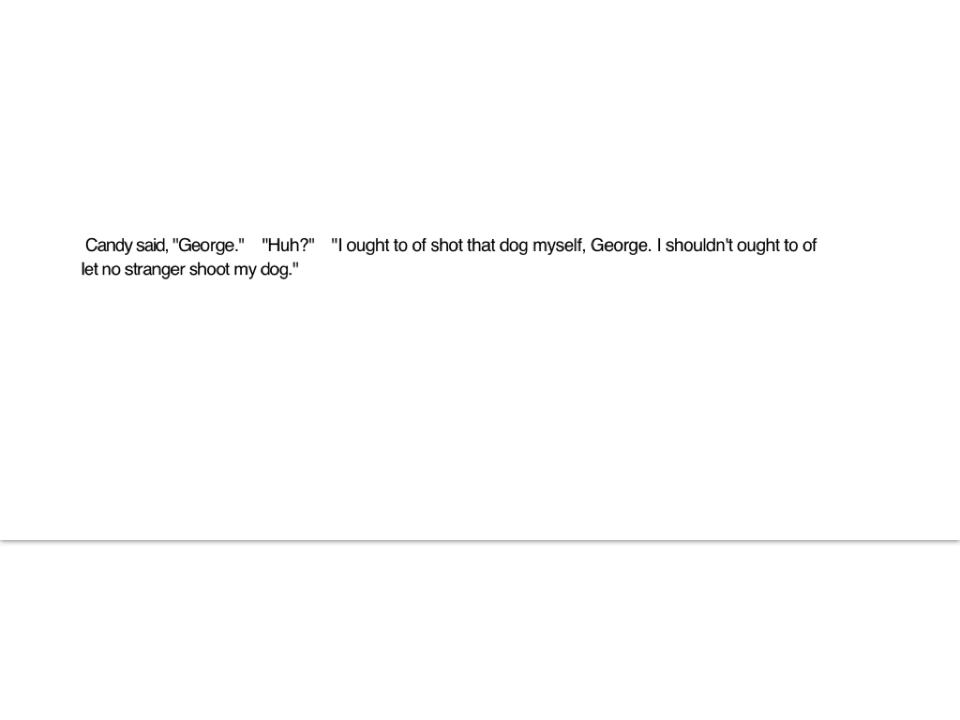 Candy said, "George." "Huh?" "I ought to of shot that dog myself, George. I shouldn't ought to of
let no stranger shoot my dog."